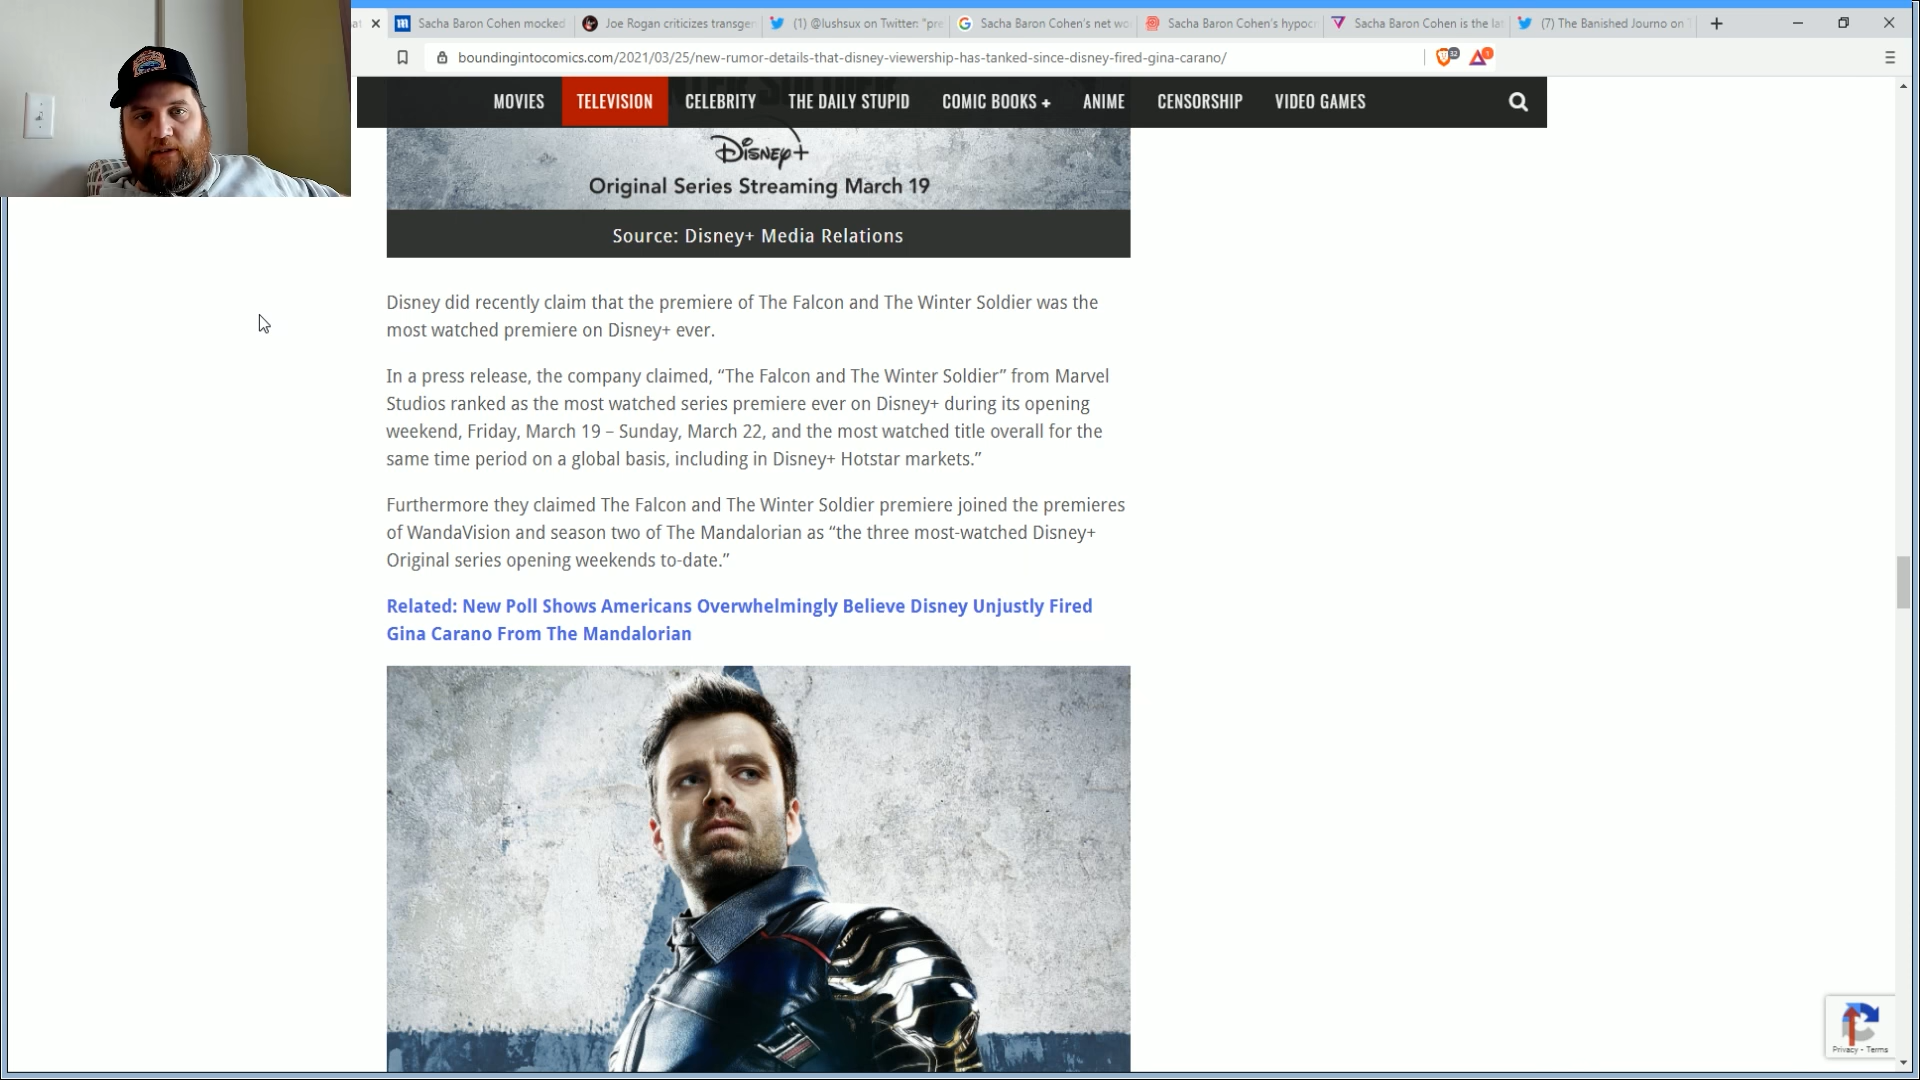 Sacha Baron Cohen mocked
Joe Rogan criticizes transger
(1) @lushsux on Twitter: "pre
Sacha Baron Cohen's net wo
Sacha Baron Cohen's hypoc
Sacha Baron Cohen is the la
(7) The Banished Journo on
boundingintocomics.com/2021/03/25/new-rumor-details-that-disney-viewership-has-tanked-since-disney-fired-gina-carano/
MOVIES TELEVISION CELEBRITY THE DAILY STUPID COMIC BOOKS + ANIME CENSORSHIP VIDEO GAMES
Disney+
Original Series Streaming March 19
Source: Disney+ Media Relations
Disney did recently claim that the premiere of The Falcon and The Winter Soldier was the
most watched premiere on Disney+ ever.
In a press release, the company claimed, “The Falcon and The Winter Soldier” from Marvel
Studios ranked as the most watched series premiere ever on Disney+ during its opening
weekend, Friday, March 19 – Sunday, March 22, and the most watched title overall for the
same time period on a global basis, including in Disney+ Hotstar markets.”
Furthermore they claimed The Falcon and The Winter Soldier premiere joined the premieres
of WandaVision and season two of The Mandalorian as “the three most-watched Disney+
Original series opening weekends to-date.”
Related: New Poll Shows Americans Overwhelmingly Believe Disney Unjustly Fired
Gina Carano From The Mandalorian
Privacy - Terms